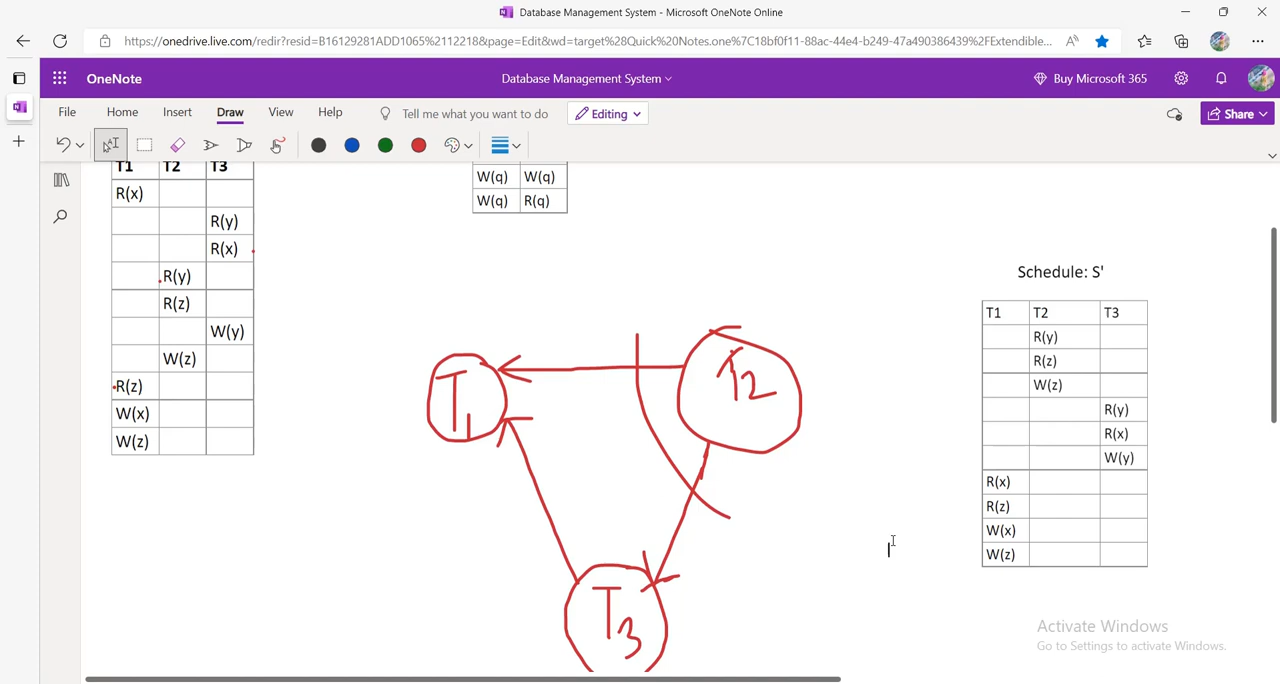 Database Management System - Microsoft OneNote Online
https://onedrive.live.com/redir?resid=B16129281ADD1065%2112218&page=Edit&wd=target%28Quick%20Notes.one%7C18bf0f11-88ac-44e4-b249-47a490386439%2FExtendible...
OneNote
Database Management System
Buy Microsoft 365
File Home Insert Draw View Help Tell me what you want to do Editing
Share
T1 T2 T3
R(x)
R(y)
R(x)
R(y)
R(z)
W(y)
W(z)
R(z)
W(x)
W(z)
W(q) W(q)
W(q) R(q)
T1
T2
T3
Schedule: S'
T1 T2 T3
R(y)
R(z)
W(z)
R(y)
R(x)
W(y)
R(x)
R(z)
W(x)
W(z)
Activate Windows
Go to Settings to activate Windows.